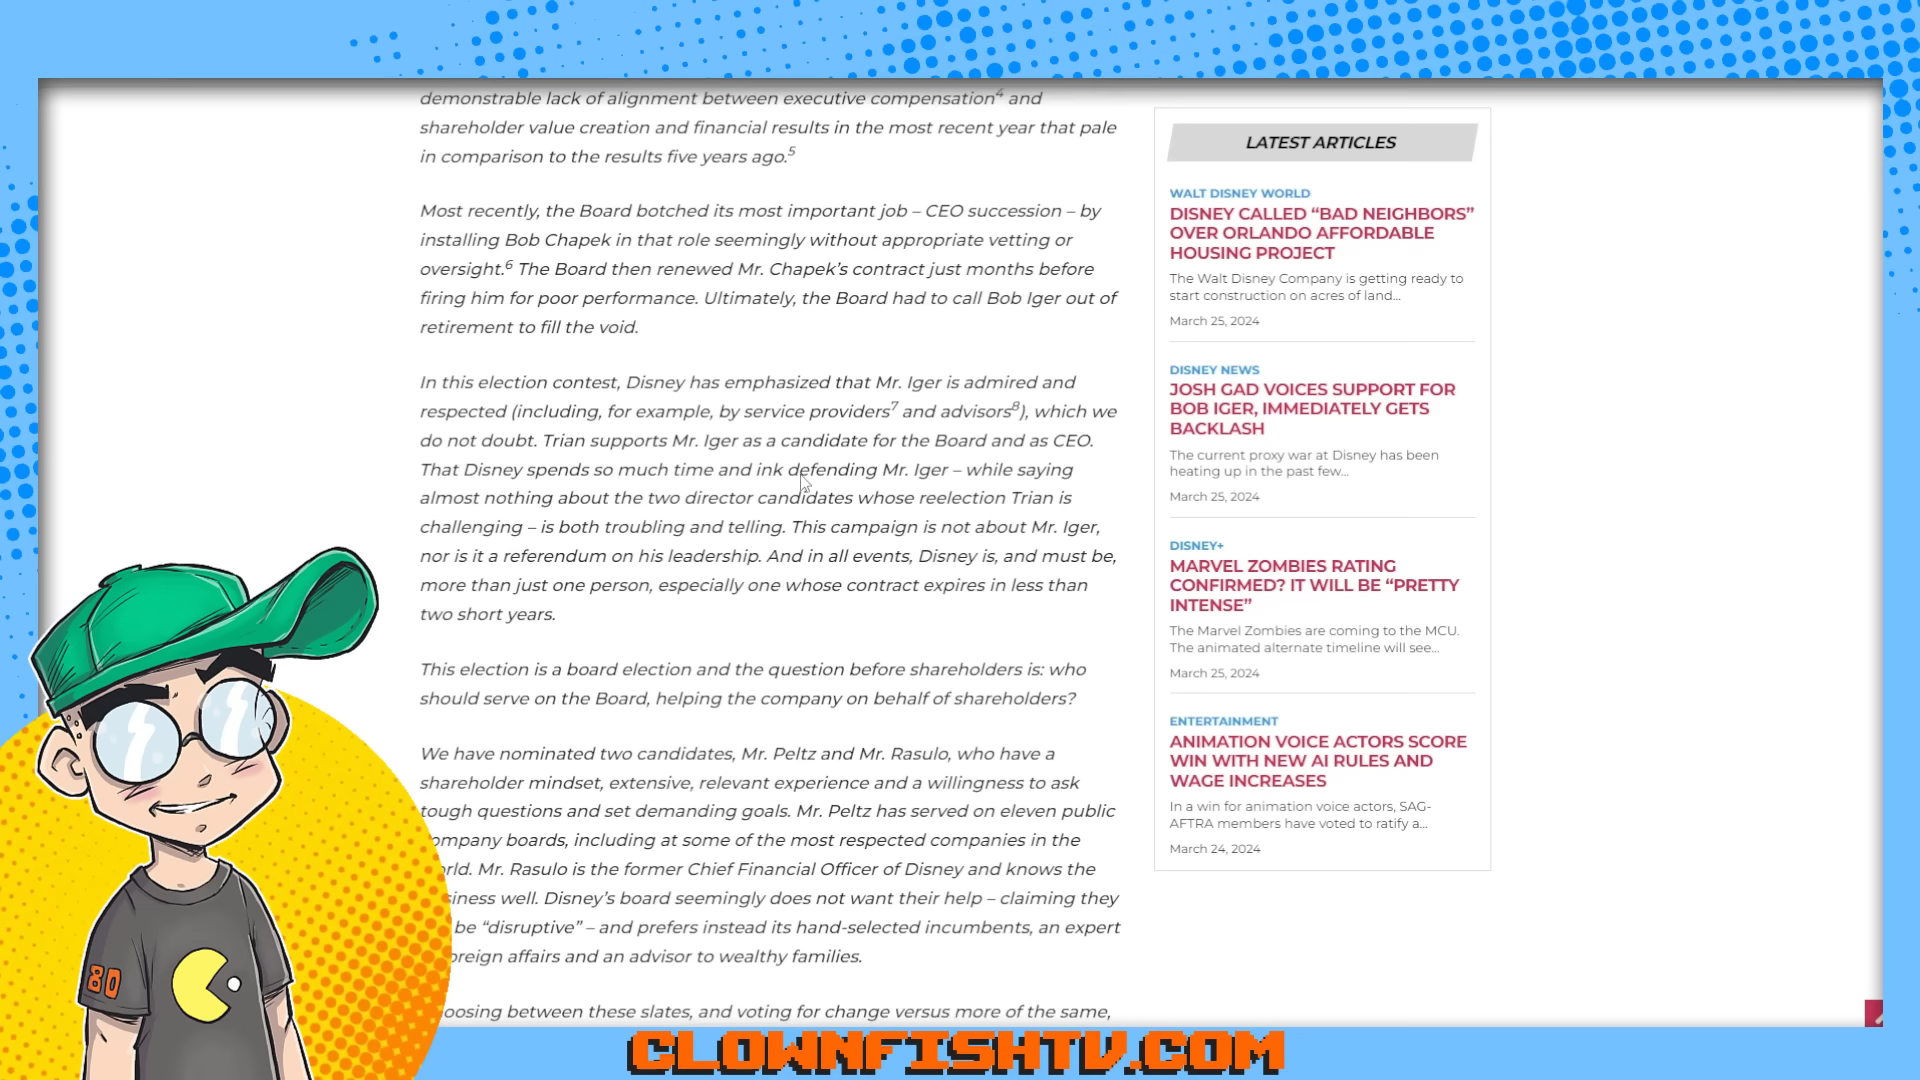 demonstrable lack of alignment between executive compensation4 and
shareholder value creation and financial results in the most recent year that pale
in comparison to the results five years ago.5
Most recently, the Board botched its most important job – CEO succession – by
installing Bob Chapek in that role seemingly without appropriate vetting or
oversight.6 The Board then renewed Mr. Chapek’s contract just months before
firing him for poor performance. Ultimately, the Board had to call Bob Iger out of
retirement to fill the void.
In this election contest, Disney has emphasized that Mr. Iger is admired and
respected (including, for example, by service providers7 and advisors8), which we
do not doubt. Trian supports Mr. Iger as a candidate for the Board and as CEO.
That Disney spends so much time and ink defending Mr. Iger – while saying
almost nothing about the two director candidates whose reelection Trian is
challenging – is both troubling and telling. This campaign is not about Mr. Iger,
nor is it a referendum on his leadership. And in all events, Disney is, and must be,
more than just one person, especially one whose contract expires in less than
two short years.
This election is a board election and the question before shareholders is: who
should serve on the Board, helping the company on behalf of shareholders?
We have nominated two candidates, Mr. Peltz and Mr. Rasulo, who have a
shareholder mindset, extensive, relevant experience and a willingness to ask
tough questions and set demanding goals. Mr. Peltz has served on eleven public
ompany boards, including at some of the most respected companies in the
rld. Mr. Rasulo is the former Chief Financial Officer of Disney and knows the
siness well. Disney’s board seemingly does not want their help – claiming they
be “disruptive” – and prefers instead its hand-selected incumbents, an expert
oreign affairs and an advisor to wealthy families.
oosing between these slates, and voting for change versus more of the same,
LATEST ARTICLES
WALT DISNEY WORLD
DISNEY CALLED “BAD NEIGHBORS”
OVER ORLANDO AFFORDABLE
HOUSING PROJECT
The Walt Disney Company is getting ready to
start construction on acres of land...
March 25, 2024
DISNEY NEWS
JOSH GAD VOICES SUPPORT FOR
BOB IGER, IMMEDIATELY GETS
BACKLASH
The current proxy war at Disney has been
heating up in the past few...
March 25, 2024
DISNEY+
MARVEL ZOMBIES RATING
CONFIRMED? IT WILL BE “PRETTY
INTENSE”
The Marvel Zombies are coming to the MCU.
The animated alternate timeline will see...
March 25, 2024
ENTERTAINMENT
ANIMATION VOICE ACTORS SCORE
WIN WITH NEW AI RULES AND
WAGE INCREASES
In a win for animation voice actors, SAG-
AFTRA members have voted to ratify a...
March 24, 2024
80
CLOWNFISHTV.COM